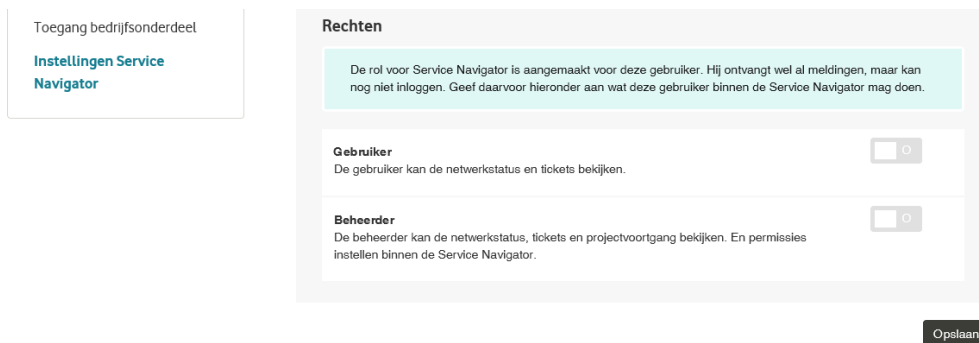 Toegang bedrijfsonderdeel
Instellingen Service
Navigator
Rechten
De rol voor Service Navigator is aangemaakt voor deze gebruiker. Hij ontvangt wel al meldingen, maar kan
nog niet inloggen. Geef daarvoor hieronder aan wat deze gebruiker binnen de Service Navigator mag doen.
Gebruiker
De gebruiker kan de netwerkstatus en tickets bekijken.
Beheerder
De beheerder kan de netwerkstatus, tickets en projectvoortgang bekijken. En permissies
instellen binnen de Service Navigator.
Opslaan